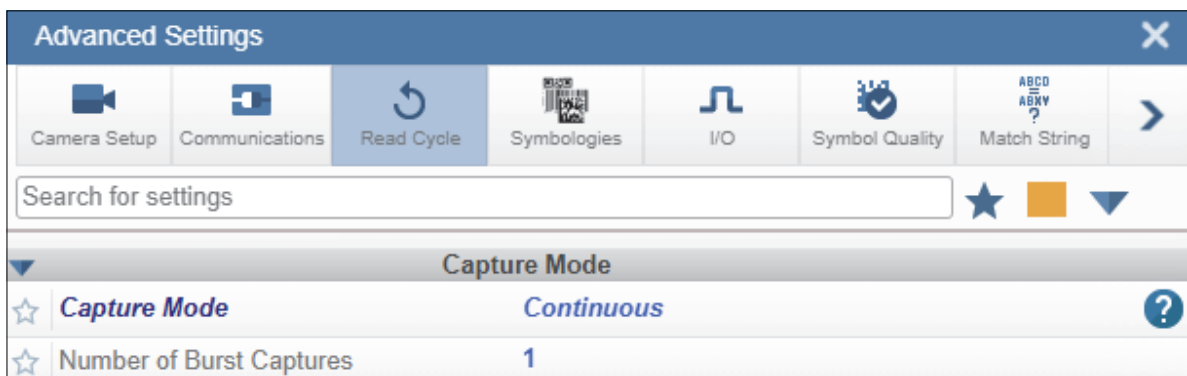 Advanced Settings
Camera Setup Communications Read Cycle Symbologies I/O Symbol Quality ABCD = ABXY ? Match String
Search for settings
Capture Mode
Capture Mode Continuous ?
Number of Burst Captures 1